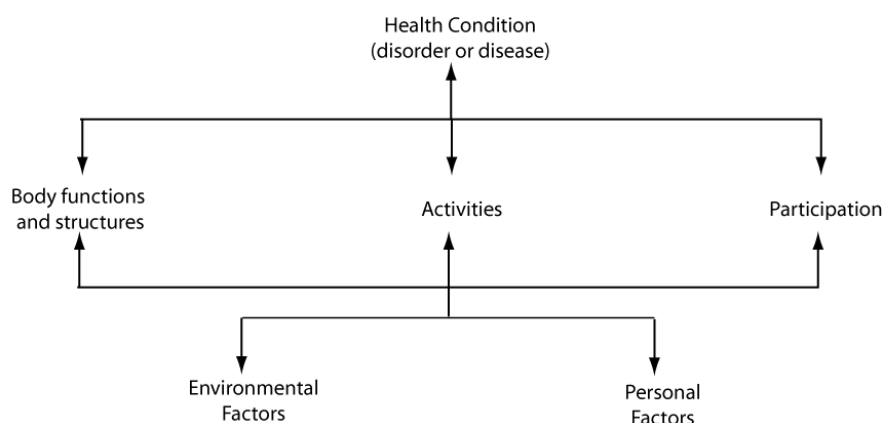 Health Condition
(disorder or disease)
Body functions
and structures
Activities
Participation
Environmental
Factors
Personal
Factors